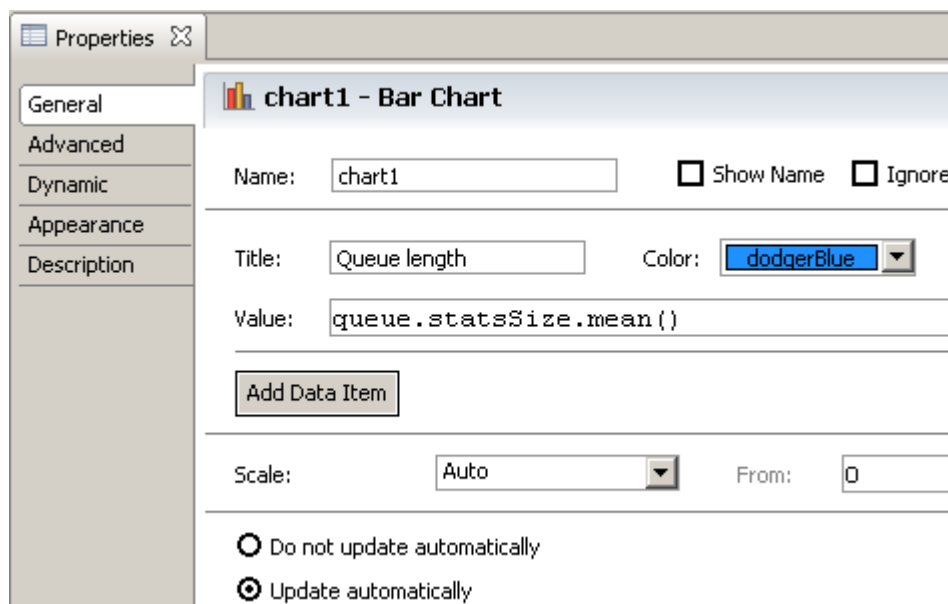 Properties
General
Advanced
Dynamic
Appearance
Description
chart1 - Bar Chart
Name: chart1 Show Name Ignore
Title: Queue length Color: dodgerBlue
Value: queue.statsSize.mean()
Add Data Item
Scale: Auto From: 0
Do not update automatically
Update automatically